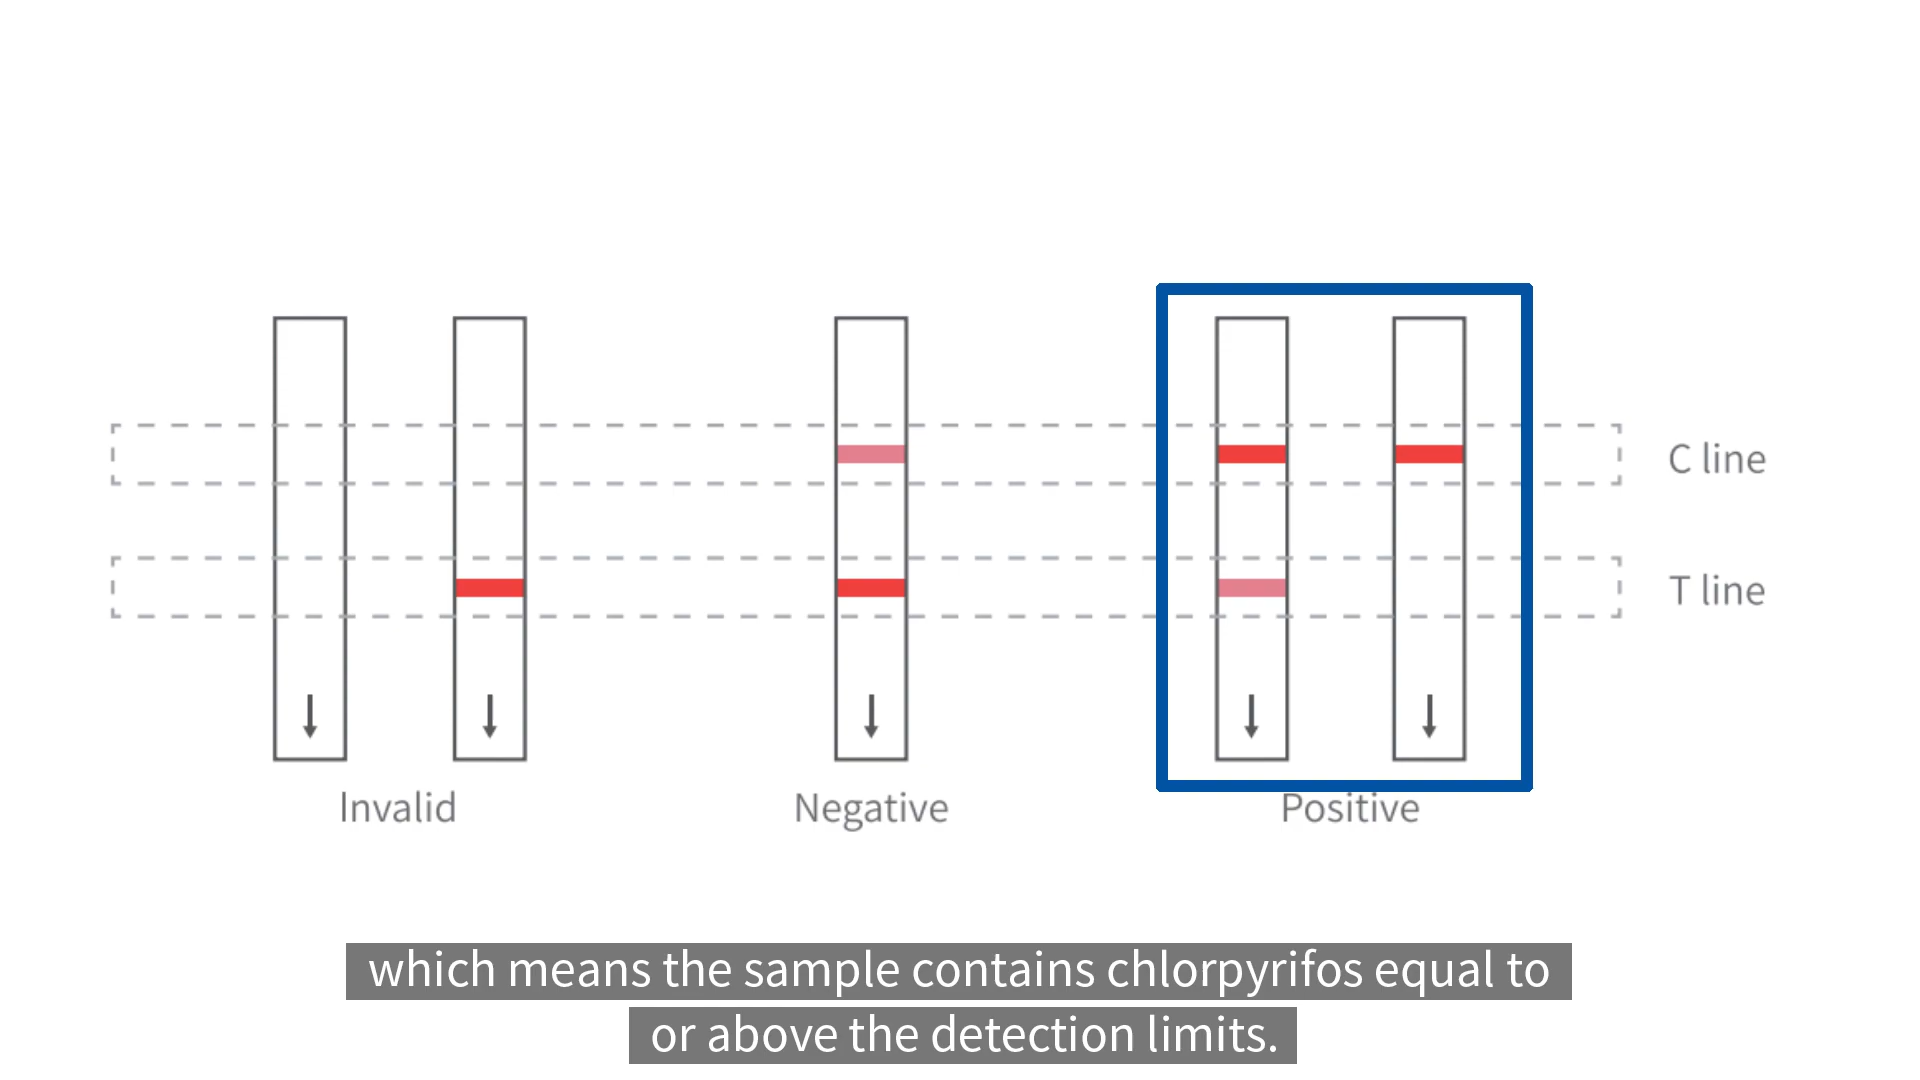 C line
T line
Invalid
Negative
Positive
which means the sample contains chlorpyrifos equal to
or above the detection limits.